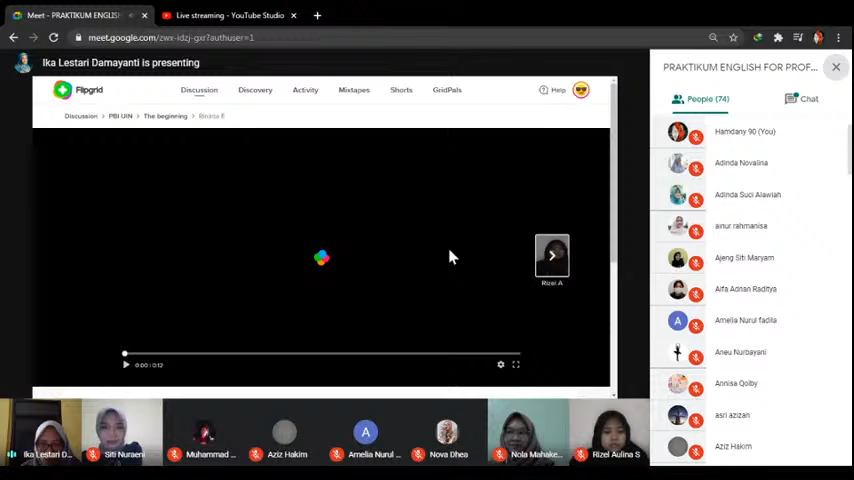 Meet - PRAKTIKUM ENGLISH
Live streaming - YouTube Studio
meet.google.com/zwx-idzj-gxr?authuser=1
Ika Lestari Damayanti is presenting
PRAKTIKUM ENGLISH FOR PROF...
People (74)
Chat
Flipgrid
Discussion
Discovery
Activity
Mixtapes
Shorts
GridPals
Help
Discussion > PBI UIN > The beginning > Rininta E
Rizel A
0:00 / 0:12
Hamdany 90 (You)
Adinda Novalina
Adinda Suci Alawiah
ainur rahmanisa
Ajeng Siti Maryam
Alfa Adnan Raditya
Amelia Nurul fadila
A
Aneu Nurbayani
Annisa Qolby
asri azizah
Aziz Hakim
Ika Lestari D...
Siti Nuraeni
Muhammad ...
Aziz Hakim
A
Amelia Nurul ...
Nova Dhea
Nola Mahake...
Rizel Aulina S